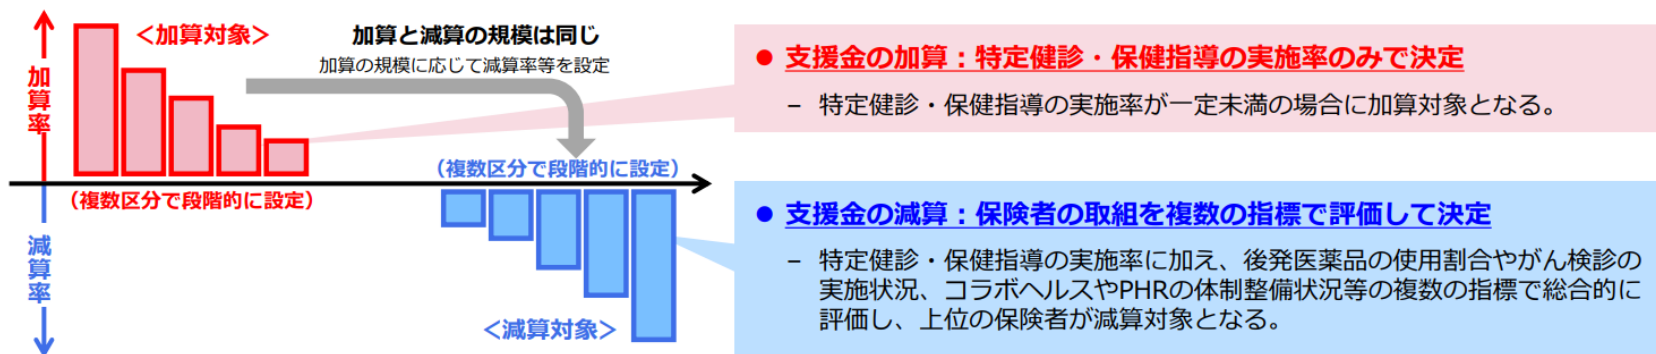 加算率
減算率
<加算対象>
加算と減算の規模は同じ
加算の規模に応じて減算率等を設定
(複数区分で段階的に設定)
(複数区分で段階的に設定)
<減算対象>
● 支援金の加算:特定健診・保健指導の実施率のみで決定
– 特定健診・保健指導の実施率が一定未満の場合に加算対象となる。
● 支援金の減算:保険者の取組を複数の指標で評価して決定
– 特定健診・保健指導の実施率に加え、後発医薬品の使用割合やがん検診の
実施状況、コラボヘルスやPHRの体制整備状況等の複数の指標で総合的に
評価し、上位の保険者が減算対象となる。